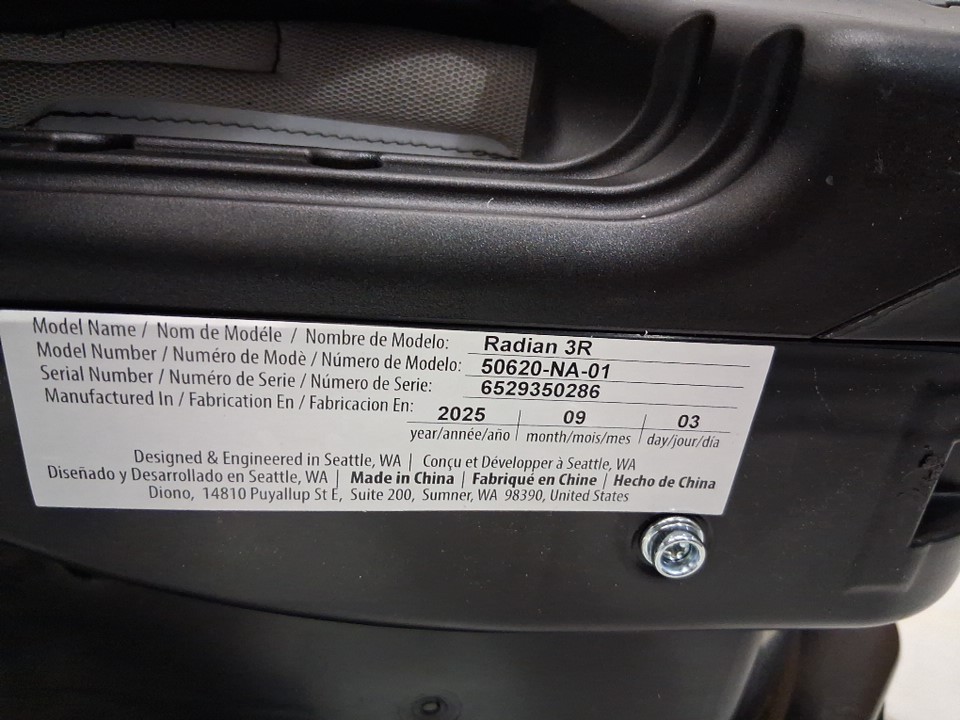 Model Name / Nom de Modéle / Nombre de Modelo: Radian 3R
Model Number / Numéro de Modè / Número de Modelo: 50620-NA-01
Serial Number / Numéro de Serie / Número de Serie: 6529350286
Manufactured In / Fabrication En / Fabricacion En: 2025 | 09 | 03
year/année/año | month/mois/mes | day/jour/día
Designed & Engineered in Seattle, WA | Conçu et Développer à Seattle, WA
Diseñado y Desarrollado en Seattle, WA | Made in China | Fabriqué en Chine | Hecho de China
Diono, 14810 Puyallup St E, Suite 200, Sumner, WA 98390, United States